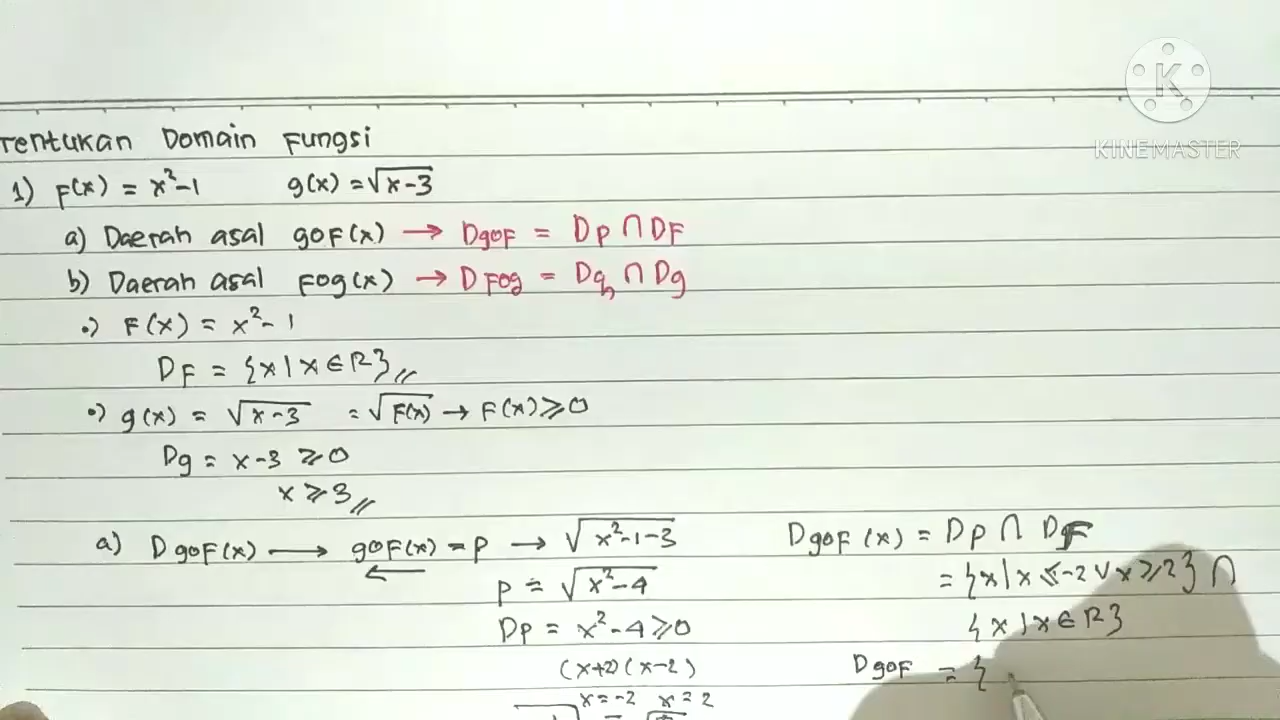 KINEMASTER
Tentukan Domain Fungsi
1) F(x) = x²-1 g(x) = √x-3
a) Daerah asal goF(x) → DgoF = Dp ∩ DF
b) Daerah asal Fog(x) → DFog = Dq ∩ Dg
•) F(x) = x²-1
DF = {x | x ∈ R}//
•) g(x) = √x-3 = √F(x) → F(x) ≥ 0
Dg = x-3 ≥ 0
x ≥ 3//
a) DgoF(x) → goF(x) = p → √x²-1-3
←
p = √x²-4
Dp = x²-4 ≥ 0
(x+2)(x-2)
x=-2 x=2
DgoF(x) = Dp ∩ DF
= {x | x ≤ -2 ∨ x ≥ 2} ∩
{x | x ∈ R}
DgoF = {